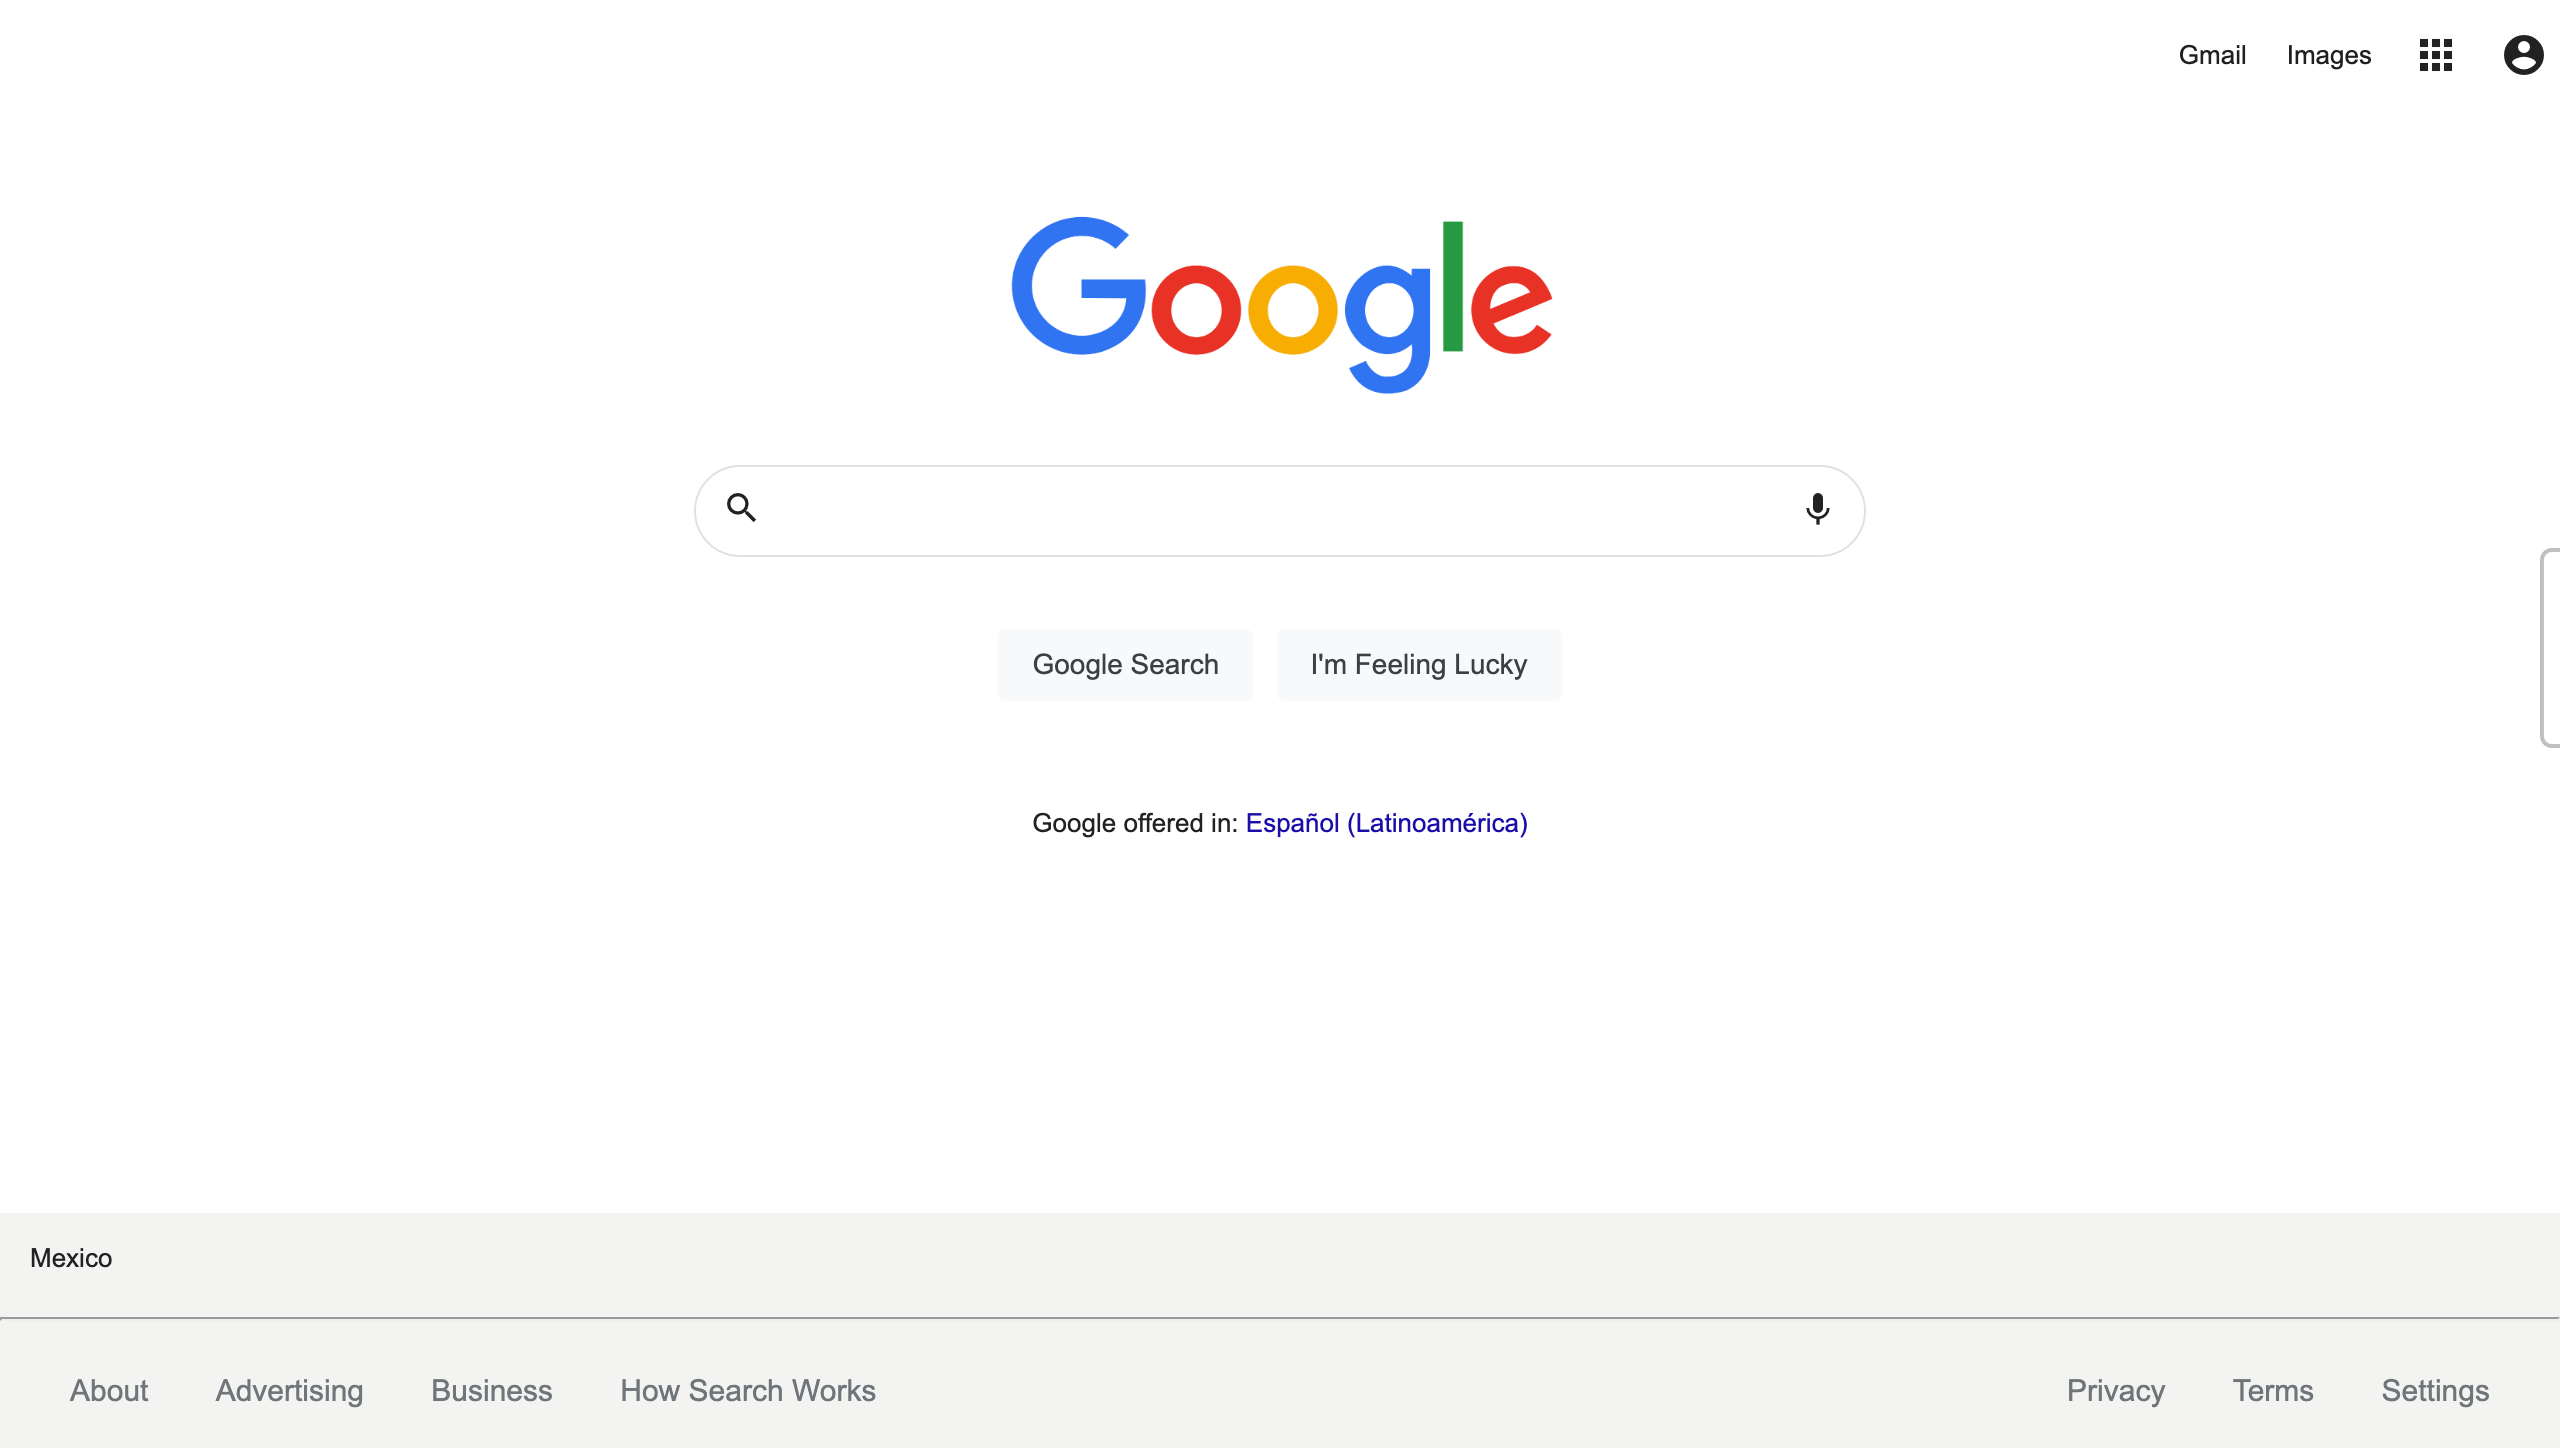 Gmail Images
Google
Google Search I'm Feeling Lucky
Google offered in: Español (Latinoamérica)
Mexico
About Advertising Business How Search Works Privacy Terms Settings